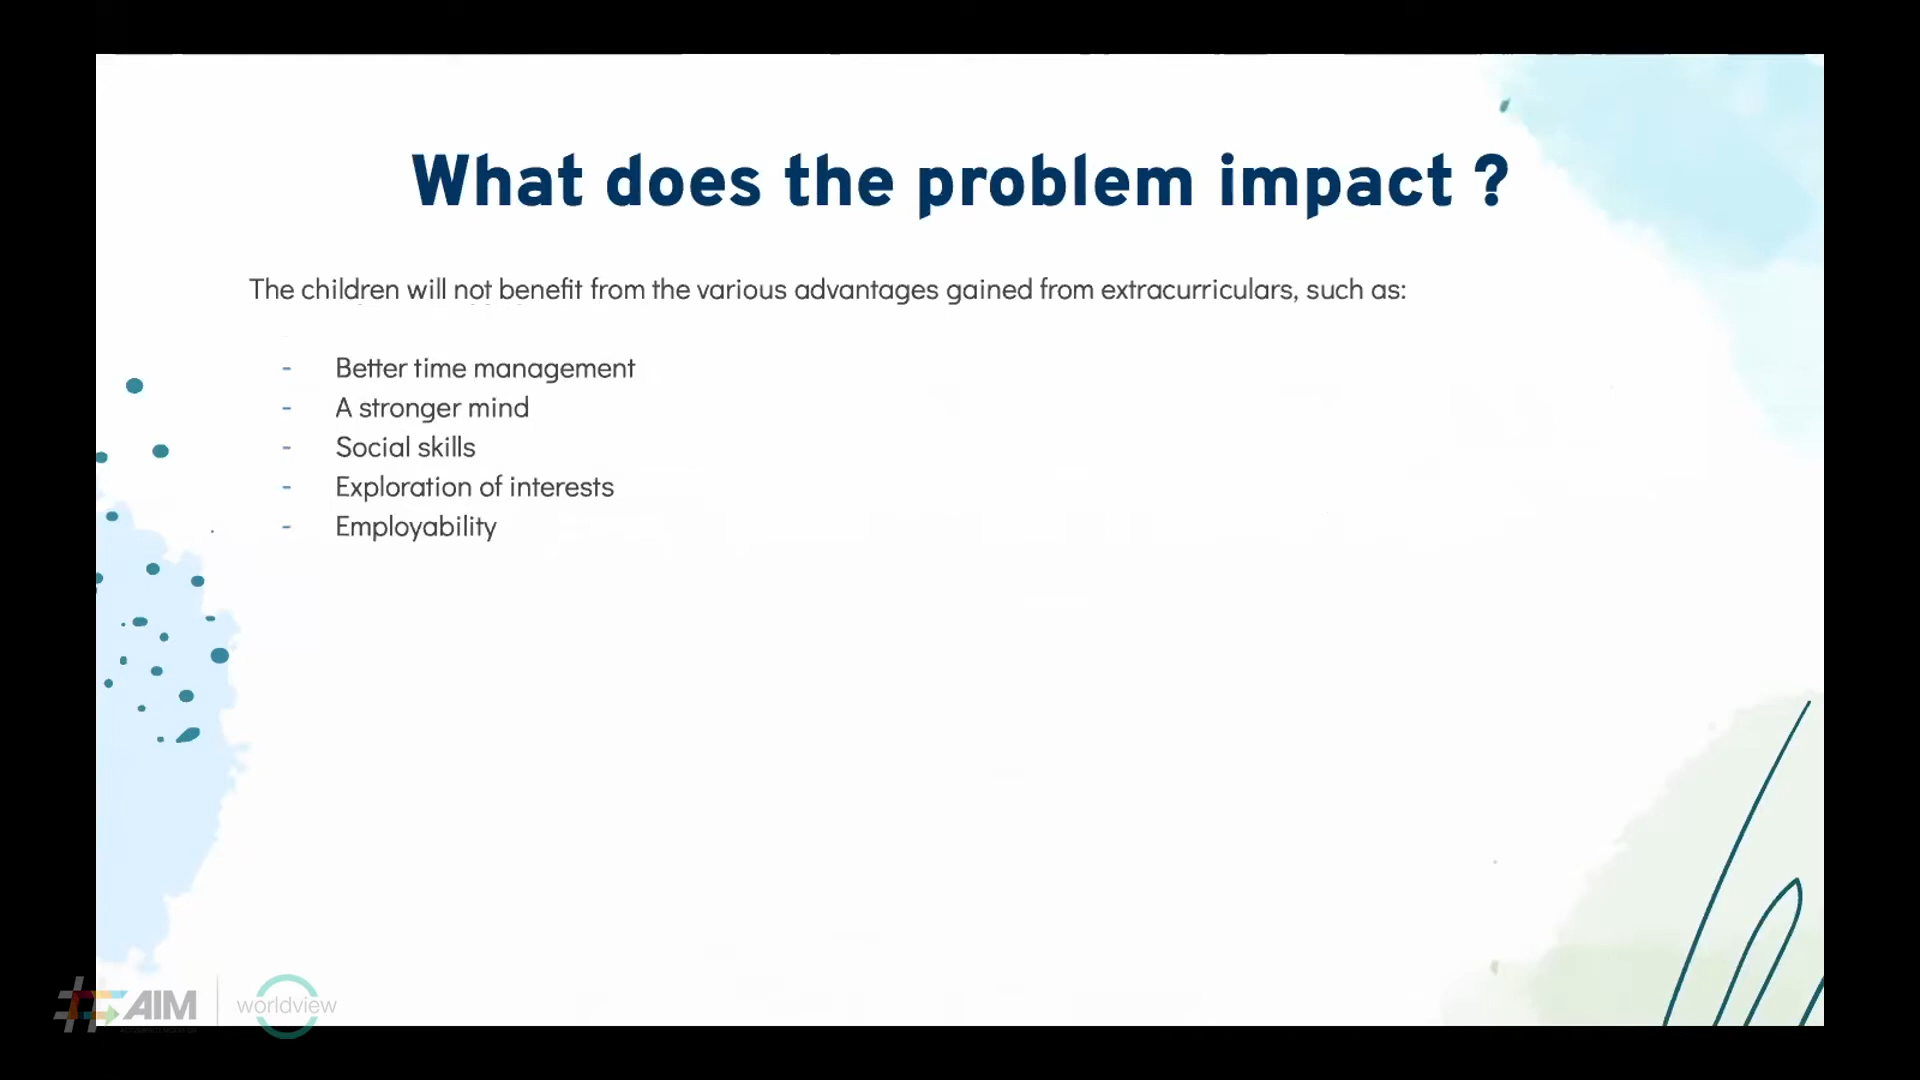 What does the problem impact ?
The children will not benefit from the various advantages gained from extracurriculars, such as:
- Better time management
- A stronger mind
- Social skills
- Exploration of interests
- Employability
#AIM
worldview